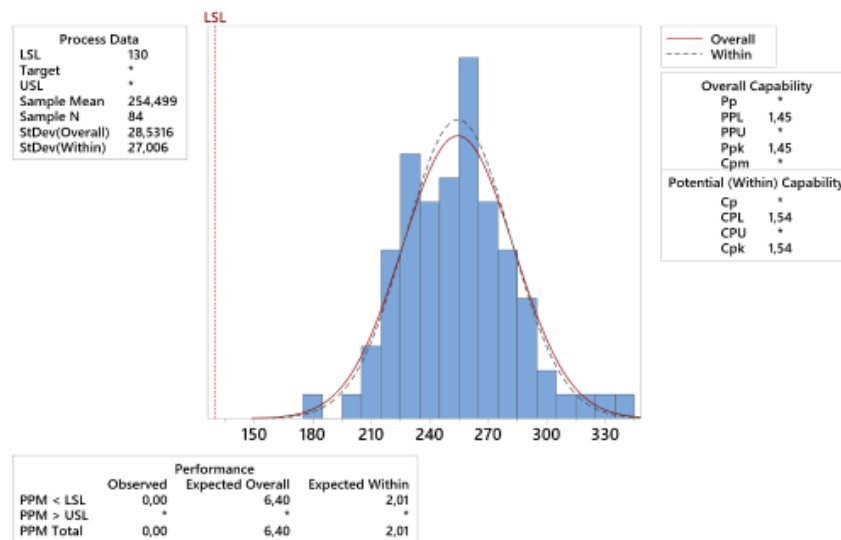 LSL
Process Data
LSL 130
Target *
USL *
Sample Mean 254,499
Sample N 84
StDev(Overall) 28,5316
StDev(Within) 27,006
Overall
Within
Overall Capability
Pp *
PPL 1,45
PPU *
Ppk 1,45
Cpm *
Potential (Within) Capability
Cp *
CPL 1,54
CPU *
Cpk 1,54
150 180 210 240 270 300 330
Performance
Observed Expected Overall Expected Within
PPM < LSL 0,00 6,40 2,01
PPM > USL * * *
PPM Total 0,00 6,40 2,01